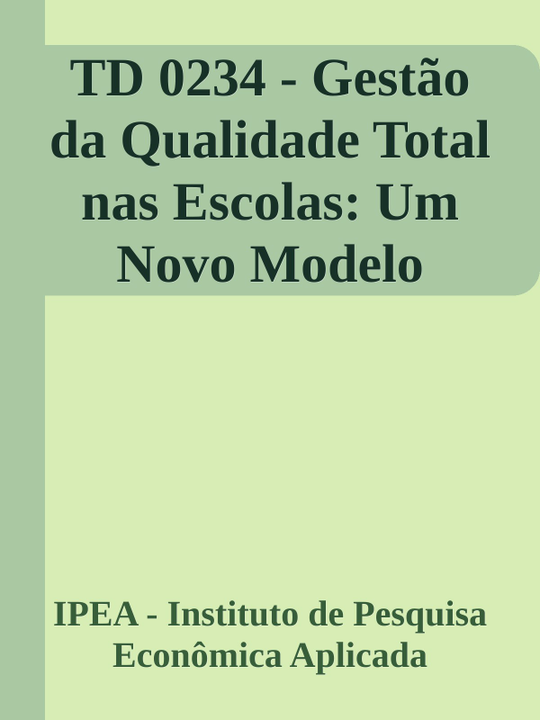 TD 0234 - Gestão
da Qualidade Total
nas Escolas: Um
Novo Modelo
IPEA - Instituto de Pesquisa
Econômica Aplicada